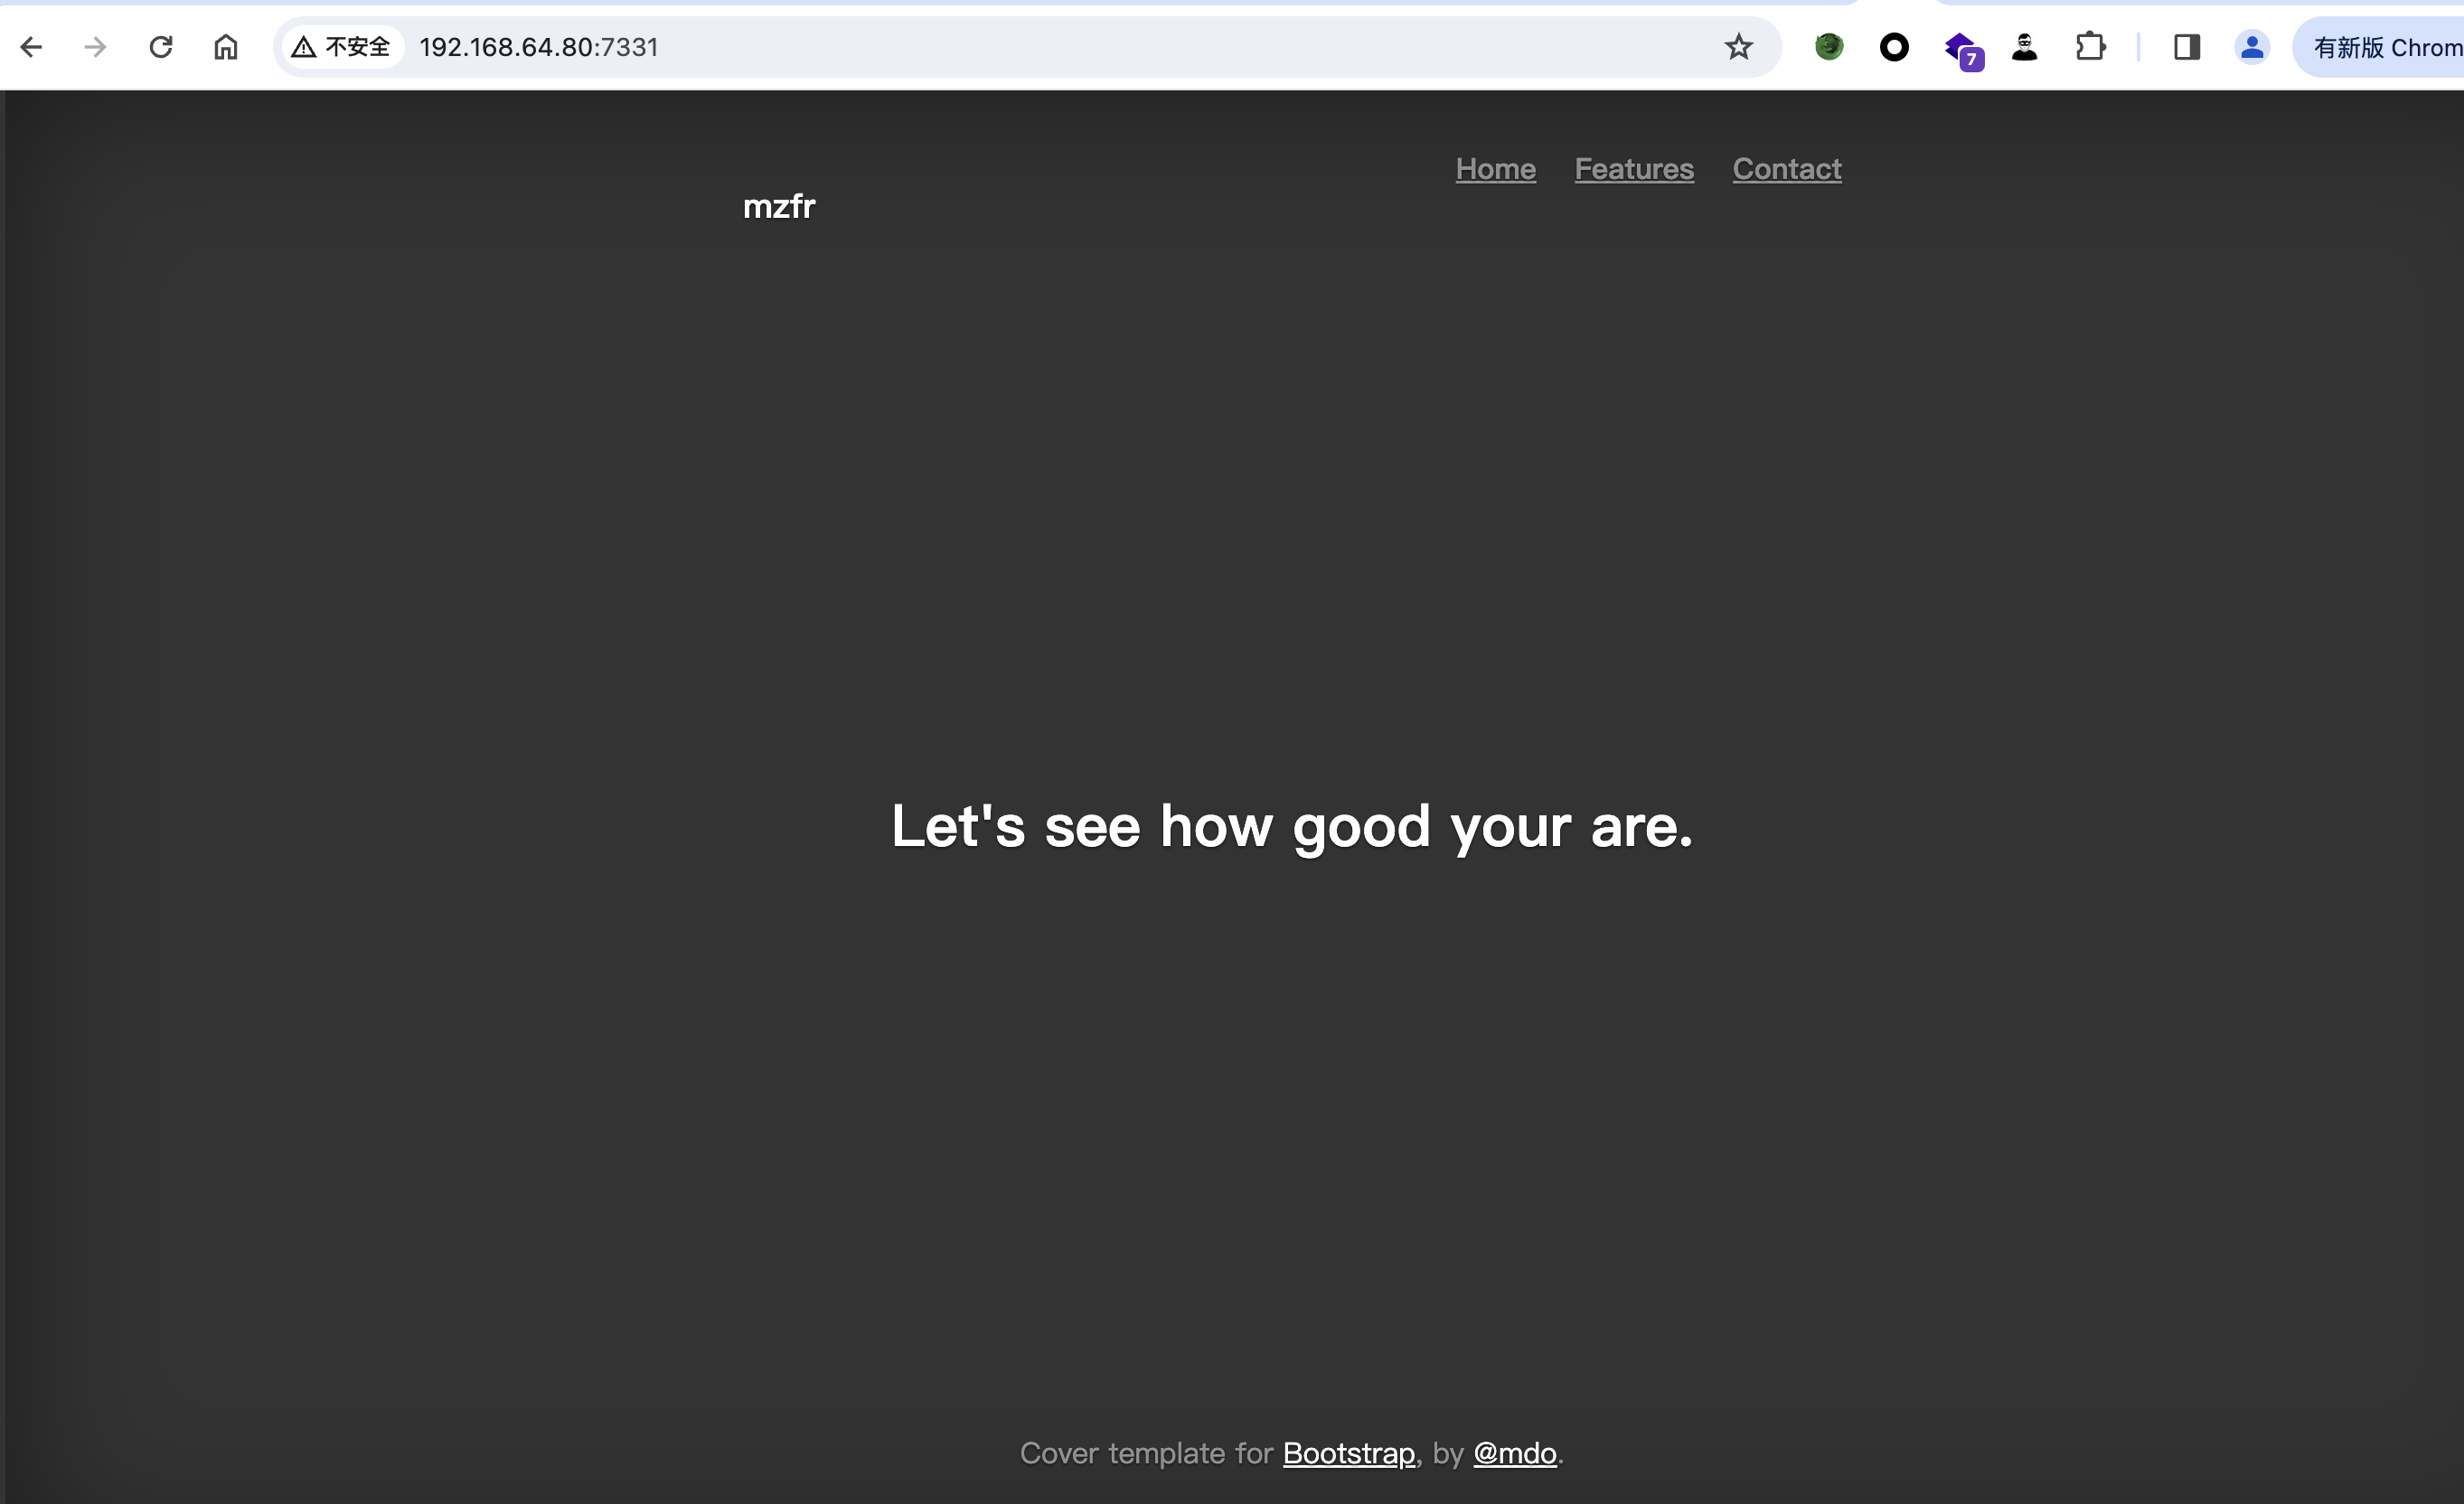 不安全 192.168.64.80:7331
7
有新版 Chrom
Home Features Contact
mzfr
Let's see how good your are.
Cover template for Bootstrap, by @mdo.